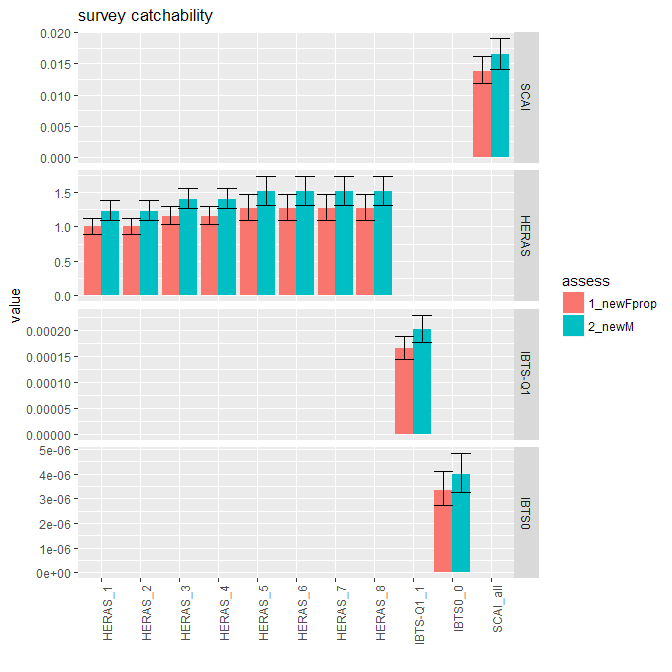 survey catchability
value
0.020
0.015
0.010
0.005
0.000
SCAI
1.5
1.0
0.5
0.0
HERAS
0.00020
0.00015
0.00010
0.00005
0.00000
IBTS-Q1
5e-06
4e-06
3e-06
2e-06
1e-06
0e+00
IBTS0
HERAS_1
HERAS_2
HERAS_3
HERAS_4
HERAS_5
HERAS_6
HERAS_7
HERAS_8
IBTS-Q1_1
IBTS0_0
SCAI_all
assess
1_newFprop
2_newM